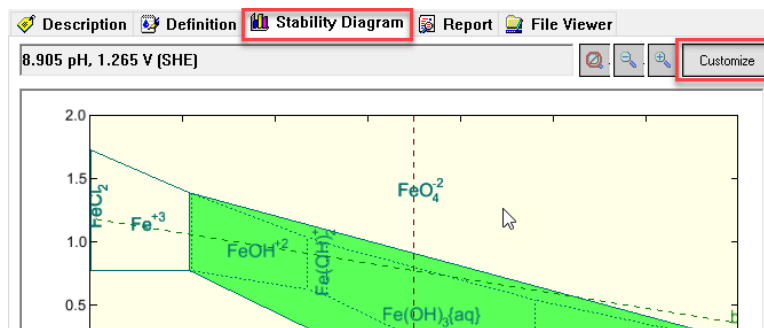 Description Definition Stability Diagram Report File Viewer
8.905 pH, 1.265 V (SHE) Customize
2.0
1.5
FeO₄⁻²
FeCl₂
Fe⁺³
1.0
FeOH⁺²
Fe(OH)₂⁺
0.5
Fe(OH)₃{aq}
b